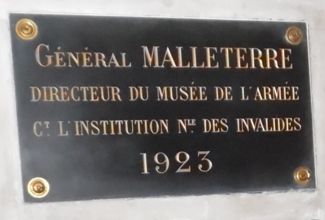 GÉNÉRAL MALLETERRE
DIRECTEUR DU MUSÉE DE L'ARMÉE
CT L'INSTITUTION NLE DES INVALIDES
1923